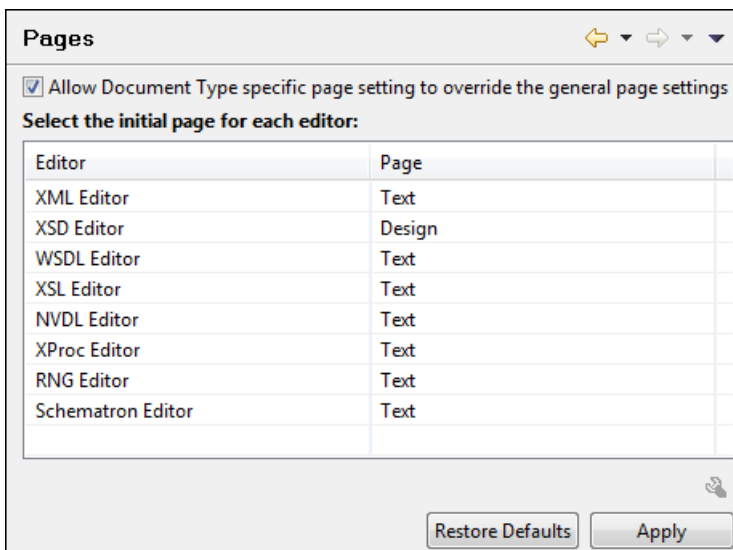 Pages
Allow Document Type specific page setting to override the general page settings
Select the initial page for each editor:
Editor Page
XML Editor Text
XSD Editor Design
WSDL Editor Text
XSL Editor Text
NVDL Editor Text
XProc Editor Text
RNG Editor Text
Schematron Editor Text
Restore Defaults Apply